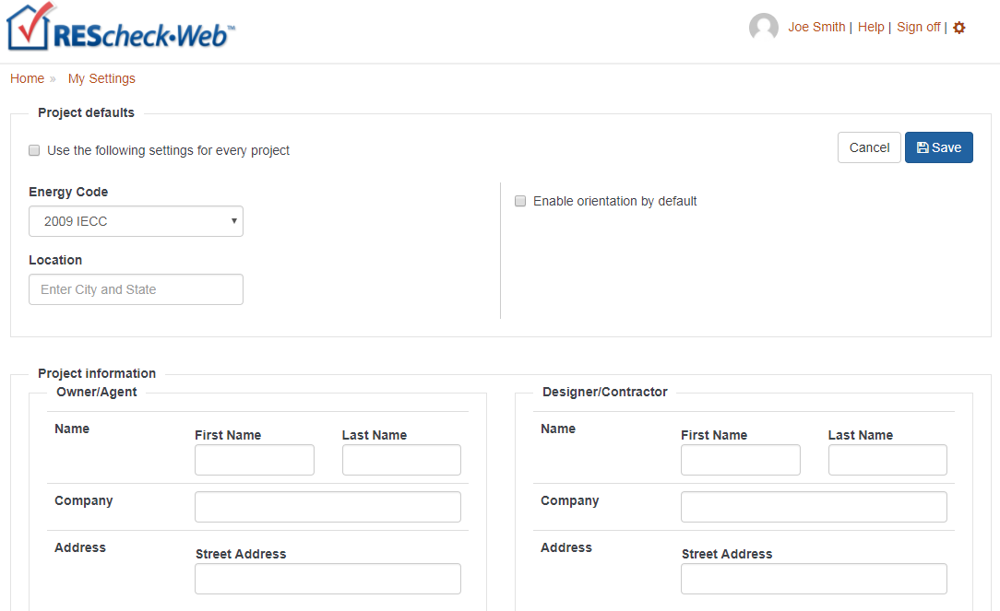 REScheck•Web™
Joe Smith | Help | Sign off |
Home » My Settings
Project defaults
Use the following settings for every project
Cancel
Save
Energy Code
2009 IECC
Enable orientation by default
Location
Enter City and State
Project information
Owner/Agent
Name
First Name
Last Name
Company
Address
Street Address
Designer/Contractor
Name
First Name
Last Name
Company
Address
Street Address